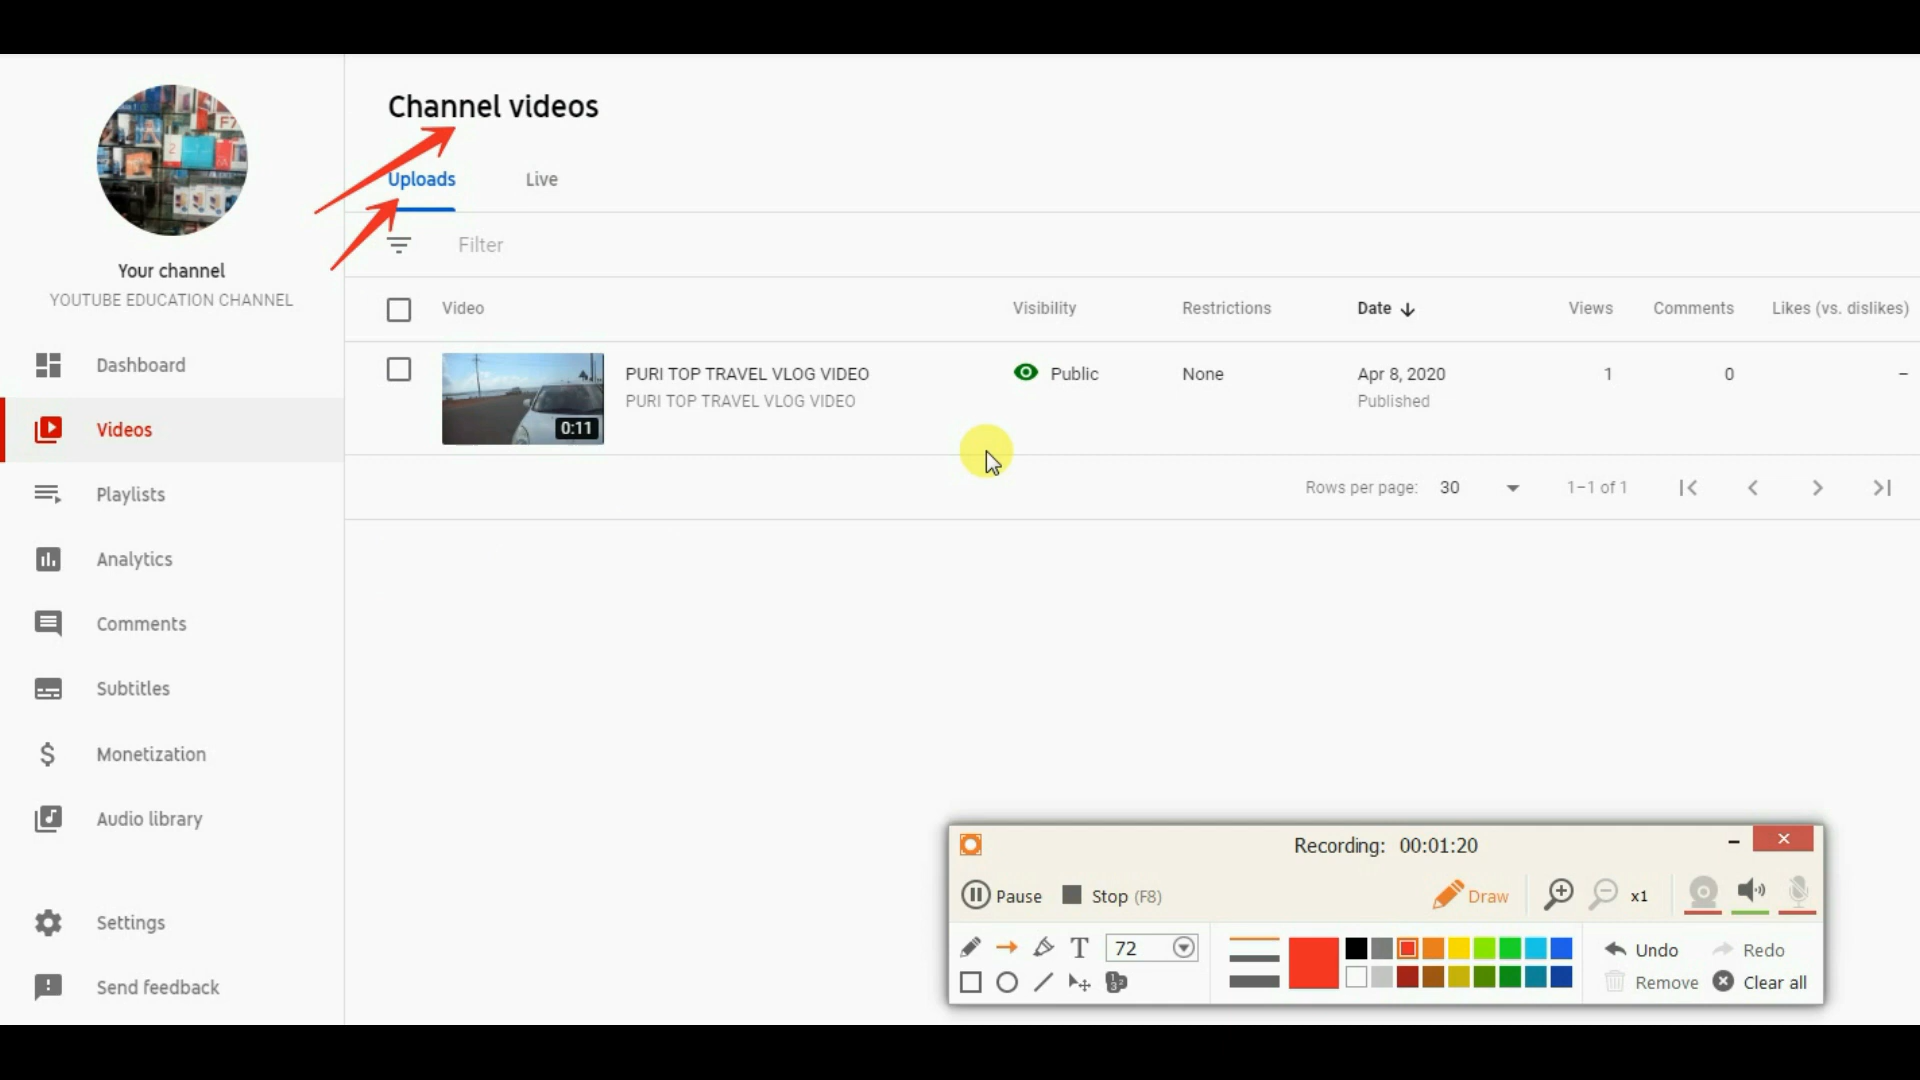 Channel videos
Uploads
Live
Filter
Your channel
YOUTUBE EDUCATION CHANNEL
Video
Visibility
Restrictions
Date
Views
Comments
Likes (vs. dislikes)
PURI TOP TRAVEL VLOG VIDEO
PURI TOP TRAVEL VLOG VIDEO
0:11
Public
None
Apr 8, 2020
Published
1
0
–
Rows per page: 30
1–1 of 1
Dashboard
Videos
Playlists
Analytics
Comments
Subtitles
Monetization
Audio library
Settings
Send feedback
Recording: 00:01:20
Pause
Stop (F8)
Draw
x1
T
72
Undo
Redo
Remove
Clear all